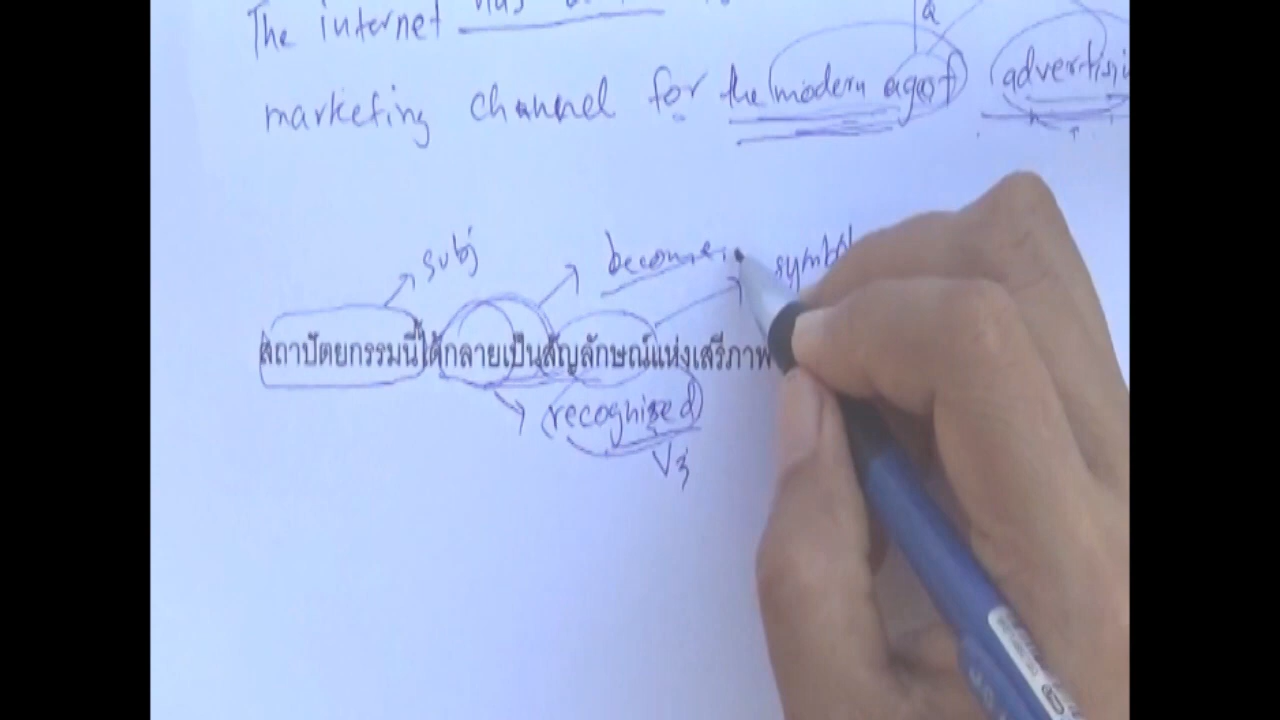 The internet has
a
marketing channel for the modern agent advertisi
subj
become
symbol
สถาปัตยกรรมนี้ได้กลายเป็นสัญลักษณ์แห่งเสรีภาพ
(recognized)
V3